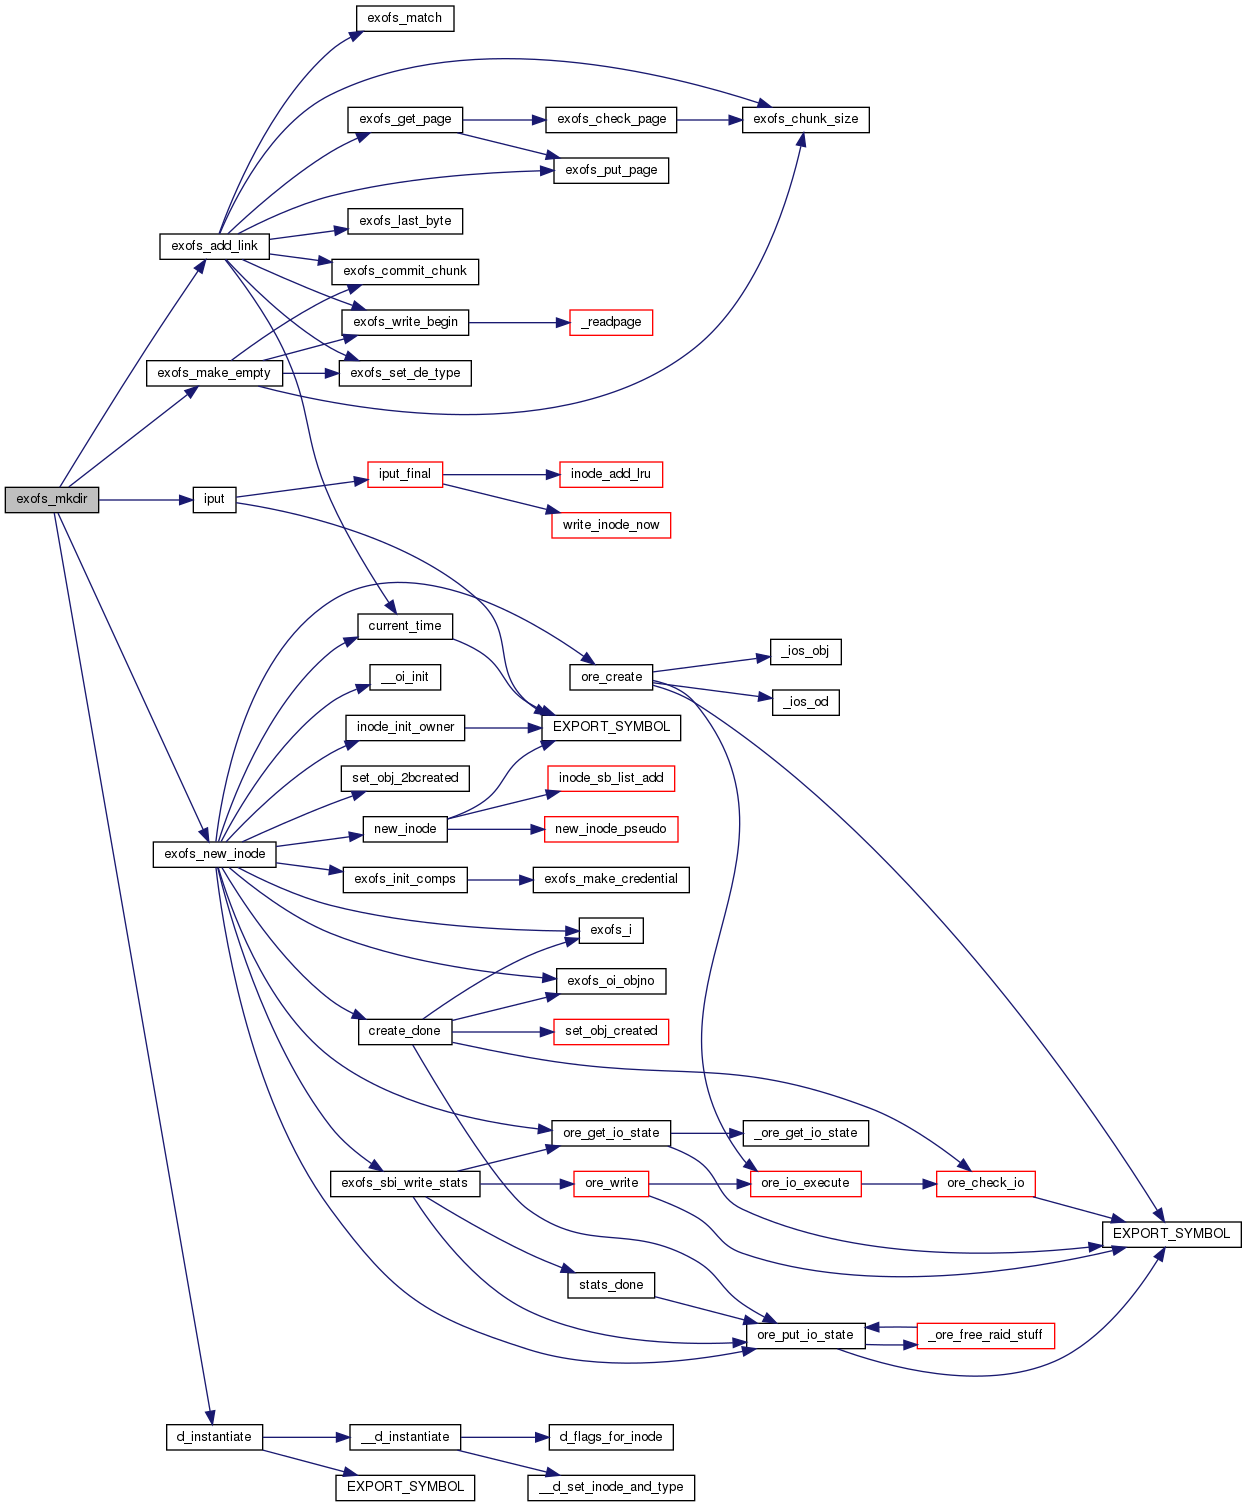 exofs_match
exofs_get_page
exofs_check_page
exofs_chunk_size
exofs_put_page
exofs_last_byte
exofs_add_link
exofs_commit_chunk
exofs_write_begin
_readpage
exofs_make_empty
exofs_set_de_type
iput_final
inode_add_lru
exofs_mkdir
iput
write_inode_now
current_time
_ios_obj
__oi_init
ore_create
_ios_od
inode_init_owner
EXPORT_SYMBOL
set_obj_2bcreated
inode_sb_list_add
new_inode
new_inode_pseudo
exofs_new_inode
exofs_init_comps
exofs_make_credential
exofs_i
exofs_oi_objno
create_done
set_obj_created
ore_get_io_state
_ore_get_io_state
exofs_sbi_write_stats
ore_write
ore_io_execute
ore_check_io
EXPORT_SYMBOL
stats_done
ore_put_io_state
_ore_free_raid_stuff
d_instantiate
__d_instantiate
d_flags_for_inode
EXPORT_SYMBOL
__d_set_inode_and_type